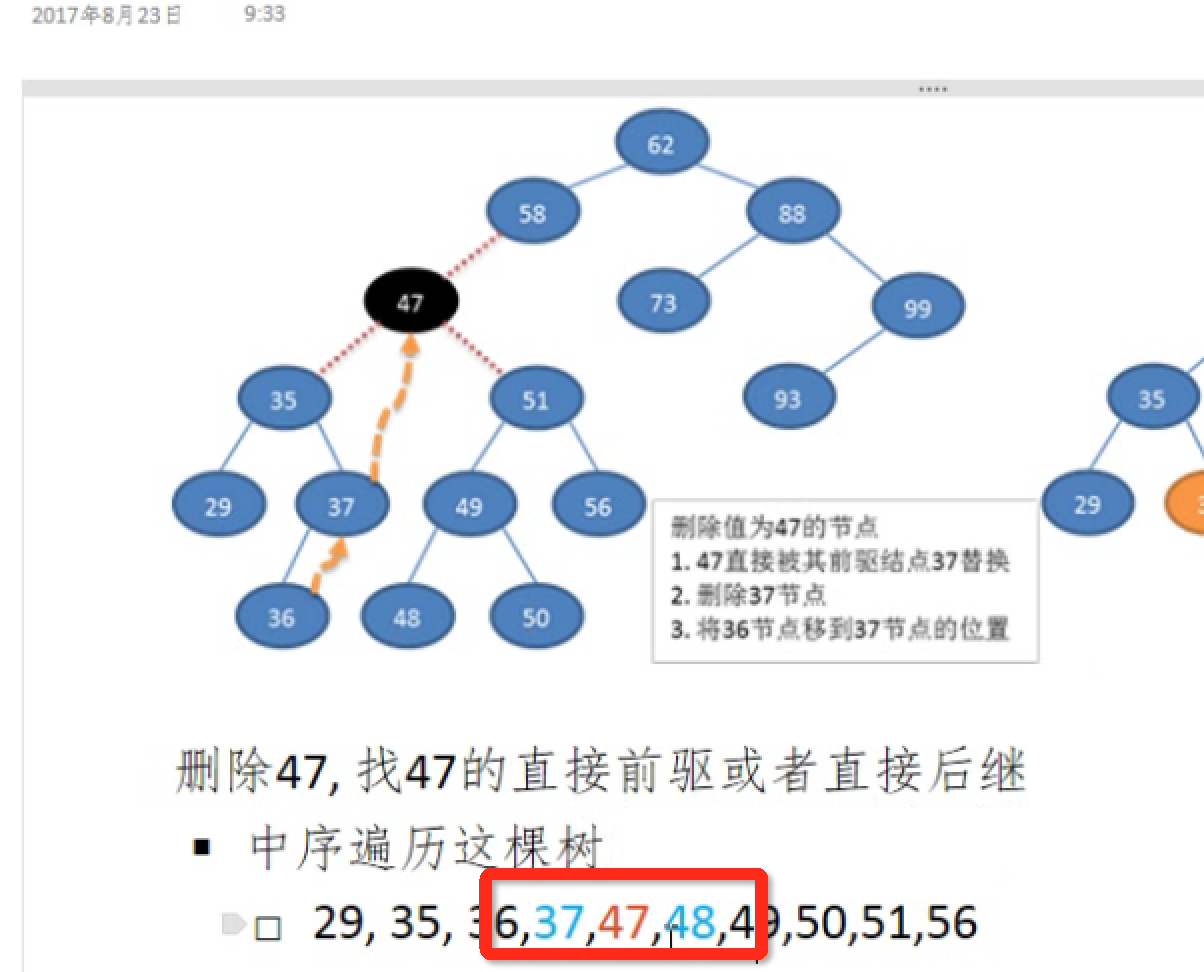 2017年8月23日 9:33
62
58 88
47 73 99
35 51 93 35
29 37 49 56 29
36 48 50
删除值为47的节点
1. 47直接被其前驱结点37替换
2. 删除37节点
3. 将36节点移到37节点的位置
删除47, 找47的直接前驱或者直接后继
中序遍历这棵树
29, 35, 36,37,47,48,49,50,51,56